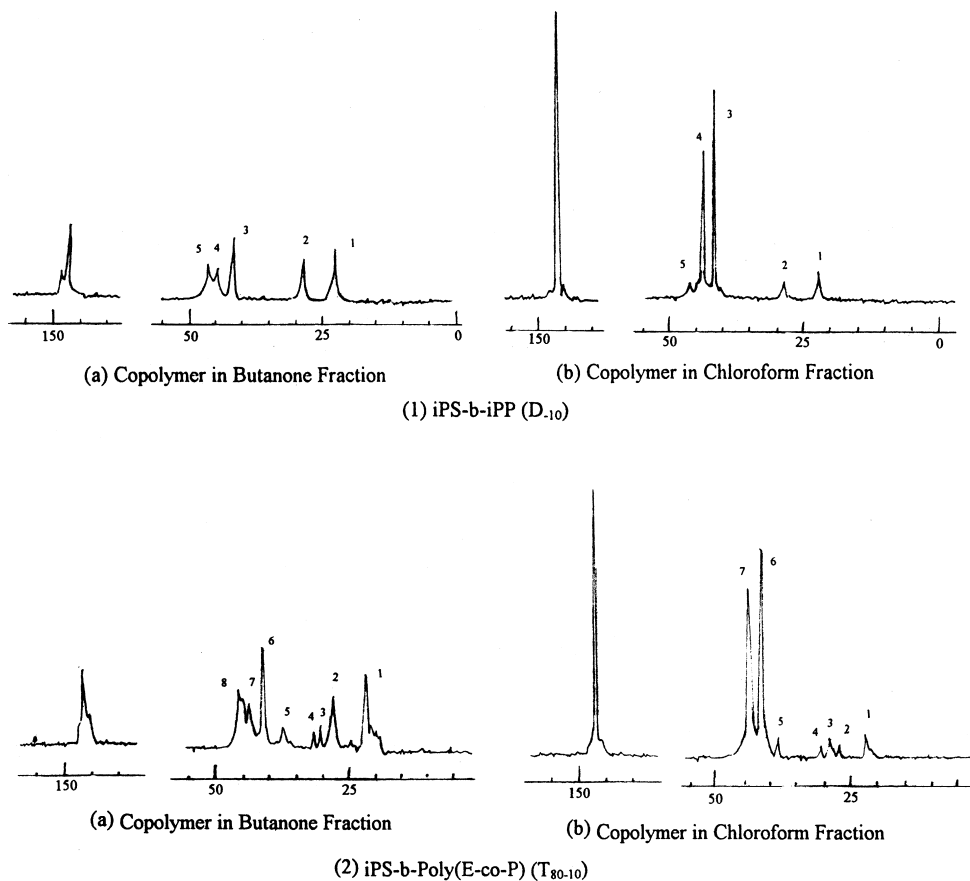 5 4 3 2 1
150 50 25 0
(a) Copolymer in Butanone Fraction
3
4
5 2 1
150 50 25 0
(b) Copolymer in Chloroform Fraction
(1) iPS-b-iPP (D-10)
6
8 7 2 1
5 4 3
150 50 25
(a) Copolymer in Butanone Fraction
7 6
5 4 3 2 1
150 50 25
(b) Copolymer in Chloroform Fraction
(2) iPS-b-Poly(E-co-P) (T80-10)